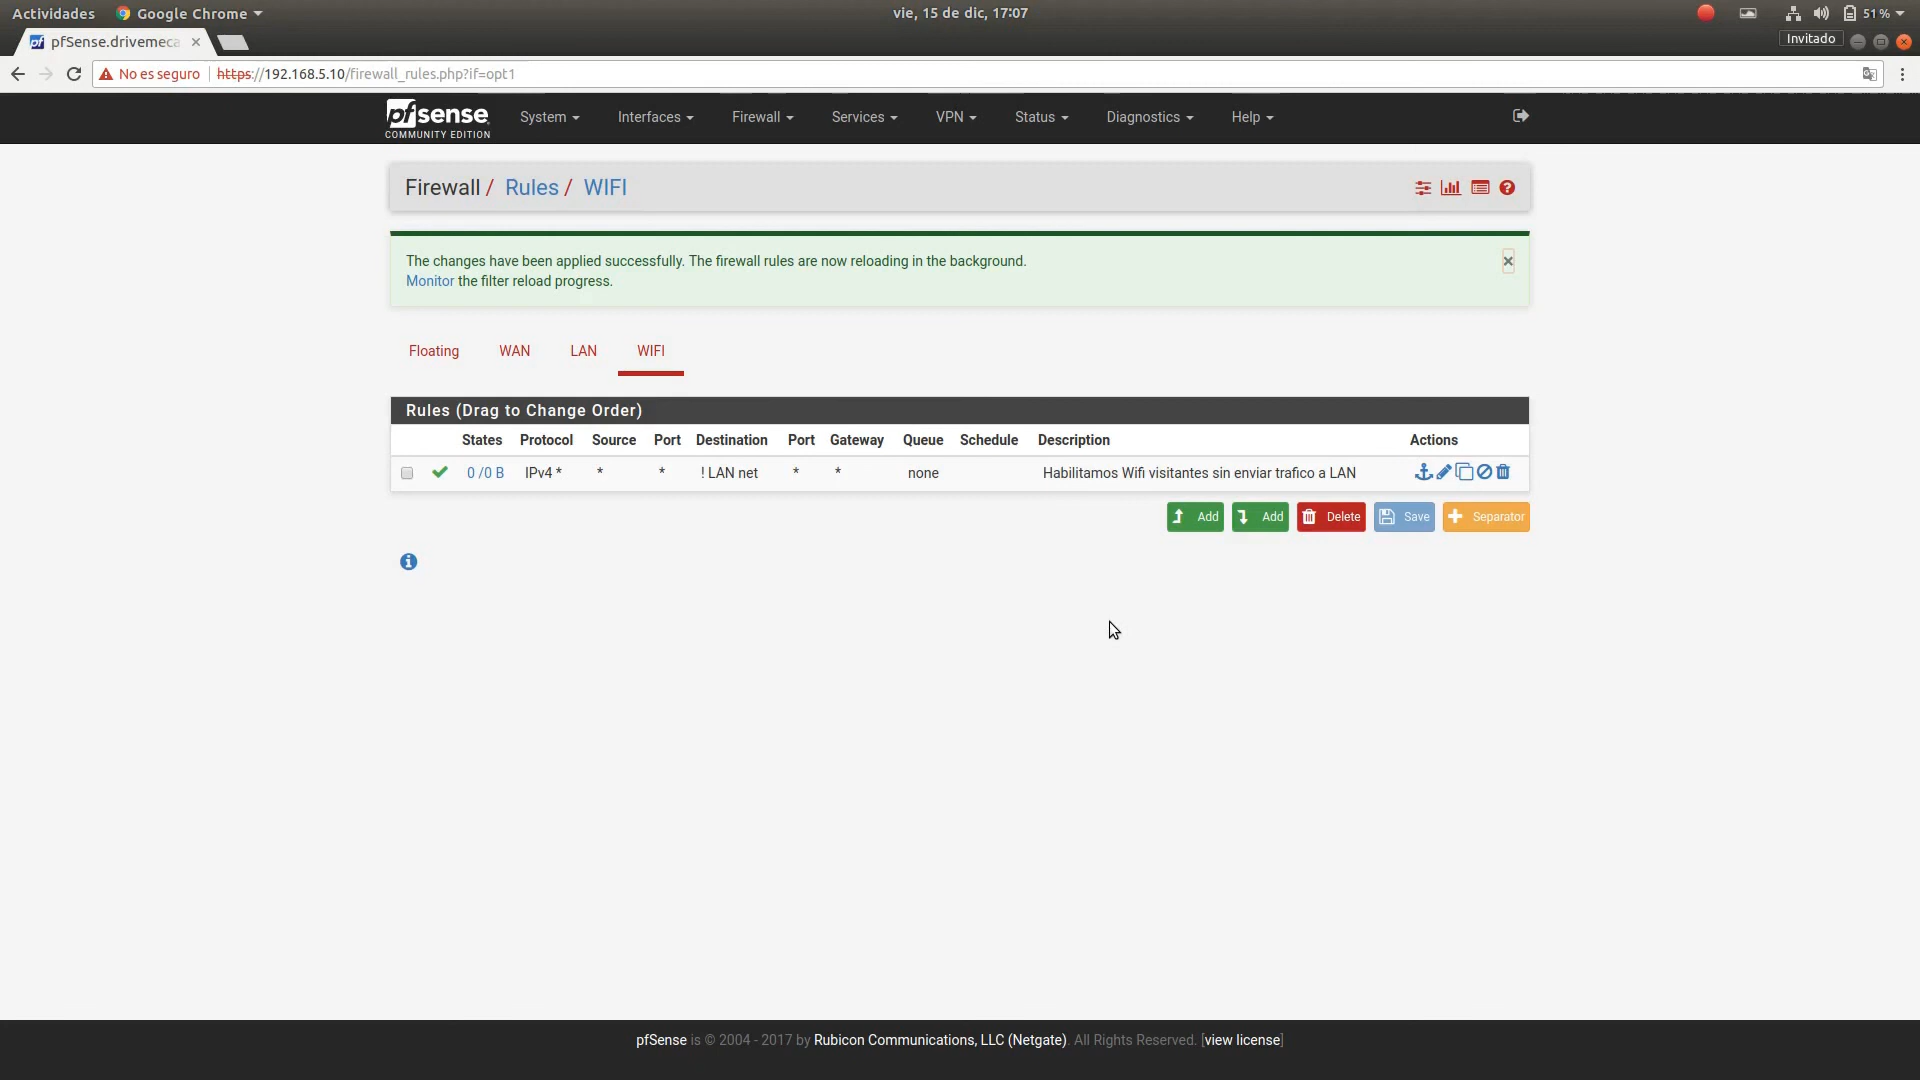 Actividades Google Chrome vie, 15 de dic, 17:07 51 %
pfSense.drivemeca Invitado
No es seguro https://192.168.5.10/firewall_rules.php?if=opt1
pfsense COMMUNITY EDITION System Interfaces Firewall Services VPN Status Diagnostics Help
Firewall / Rules / WIFI
The changes have been applied successfully. The firewall rules are now reloading in the background.
Monitor the filter reload progress.
Floating WAN LAN WIFI
Rules (Drag to Change Order)
States Protocol Source Port Destination Port Gateway Queue Schedule Description Actions
0 /0 B IPv4 * * * ! LAN net * * none Habilitamos Wifi visitantes sin enviar trafico a LAN
Add Add Delete Save Separator
pfSense is © 2004 - 2017 by Rubicon Communications, LLC (Netgate). All Rights Reserved. [view license]